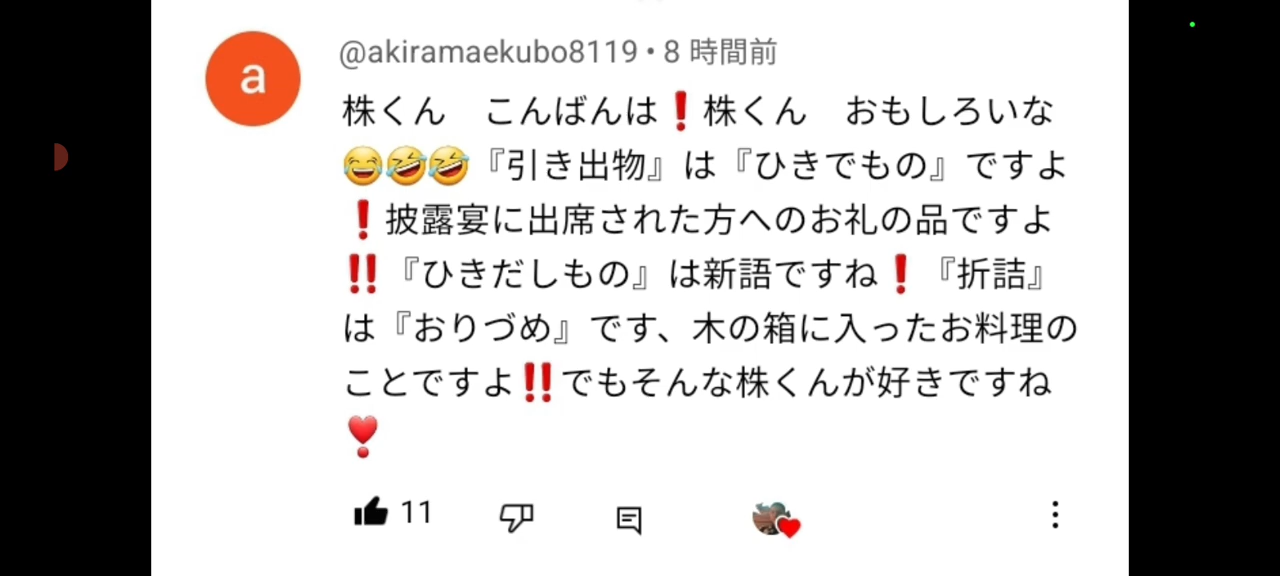 a
@akiramaekubo8119・8 時間前
株くん　こんばんは❗株くん　おもしろいな
😂🤣🤣『引き出物』は『ひきでもの』ですよ
❗披露宴に出席された方へのお礼の品ですよ
‼️『ひきだしもの』は新語ですね❗『折詰』
は『おりづめ』です、木の箱に入ったお料理の
ことですよ‼️でもそんな株くんが好きですね
❣️
11